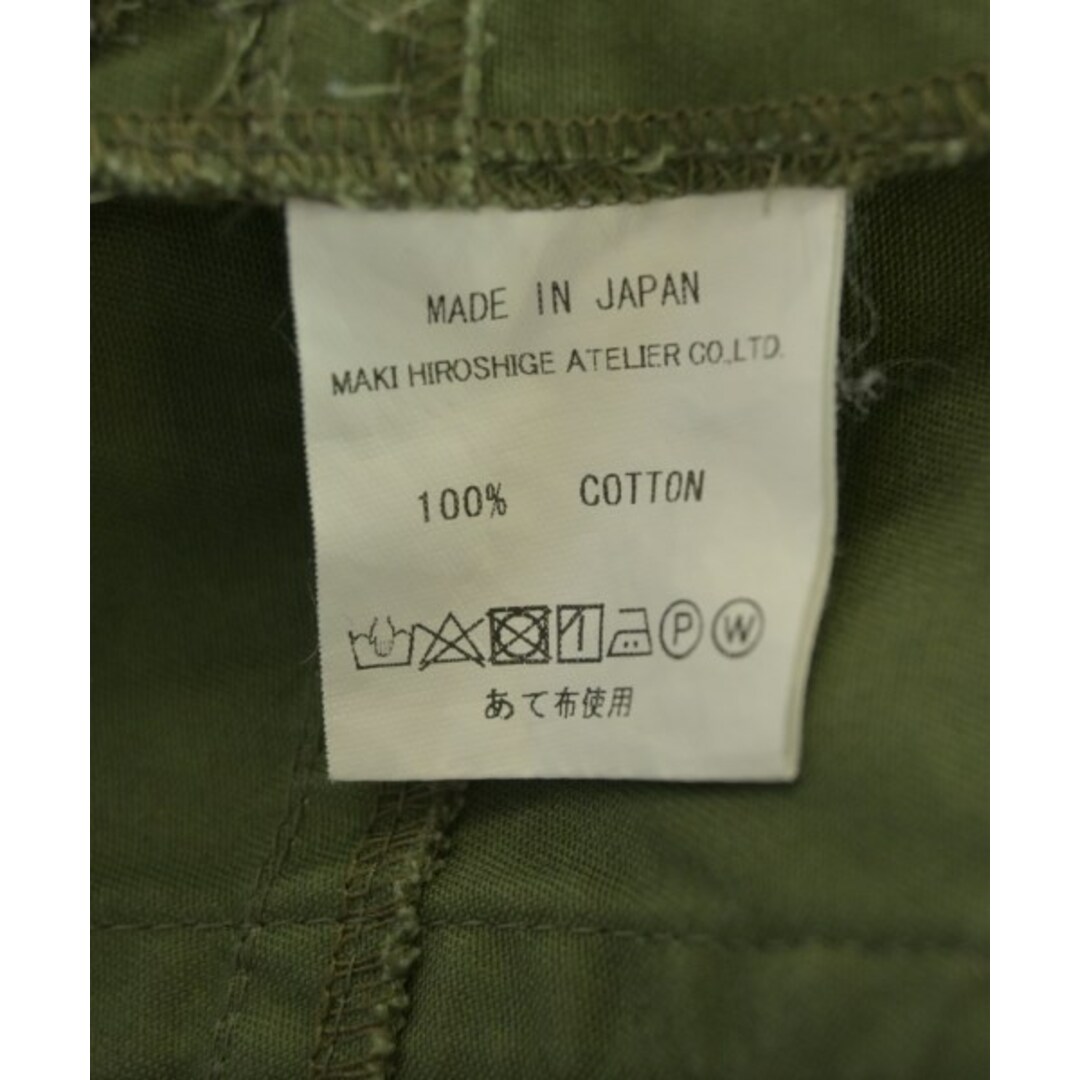 MADE IN JAPAN
MAKI HIROSHIGE ATELIER CO.,LTD.
100% COTTON
P W
あて布使用